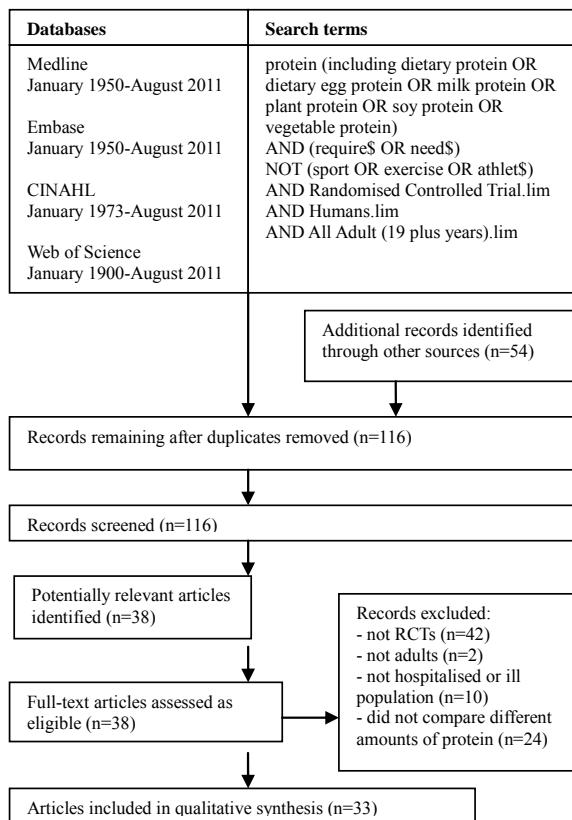 Databases
Search terms
Medline
January 1950-August 2011
Embase
January 1950-August 2011
CINAHL
January 1973-August 2011
Web of Science
January 1900-August 2011
protein (including dietary protein OR
dietary egg protein OR milk protein OR
plant protein OR soy protein OR
vegetable protein)
AND (require$ OR need$)
NOT (sport OR exercise OR athlet$)
AND Randomised Controlled Trial.lim
AND Humans.lim
AND All Adult (19 plus years).lim
Additional records identified
through other sources (n=54)
Records remaining after duplicates removed (n=116)
Records screened (n=116)
Potentially relevant articles
identified (n=38)
Records excluded:
- not RCTs (n=42)
- not adults (n=2)
- not hospitalised or ill
population (n=10)
- did not compare different
amounts of protein (n=24)
Full-text articles assessed as
eligible (n=38)
Articles included in qualitative synthesis (n=33)